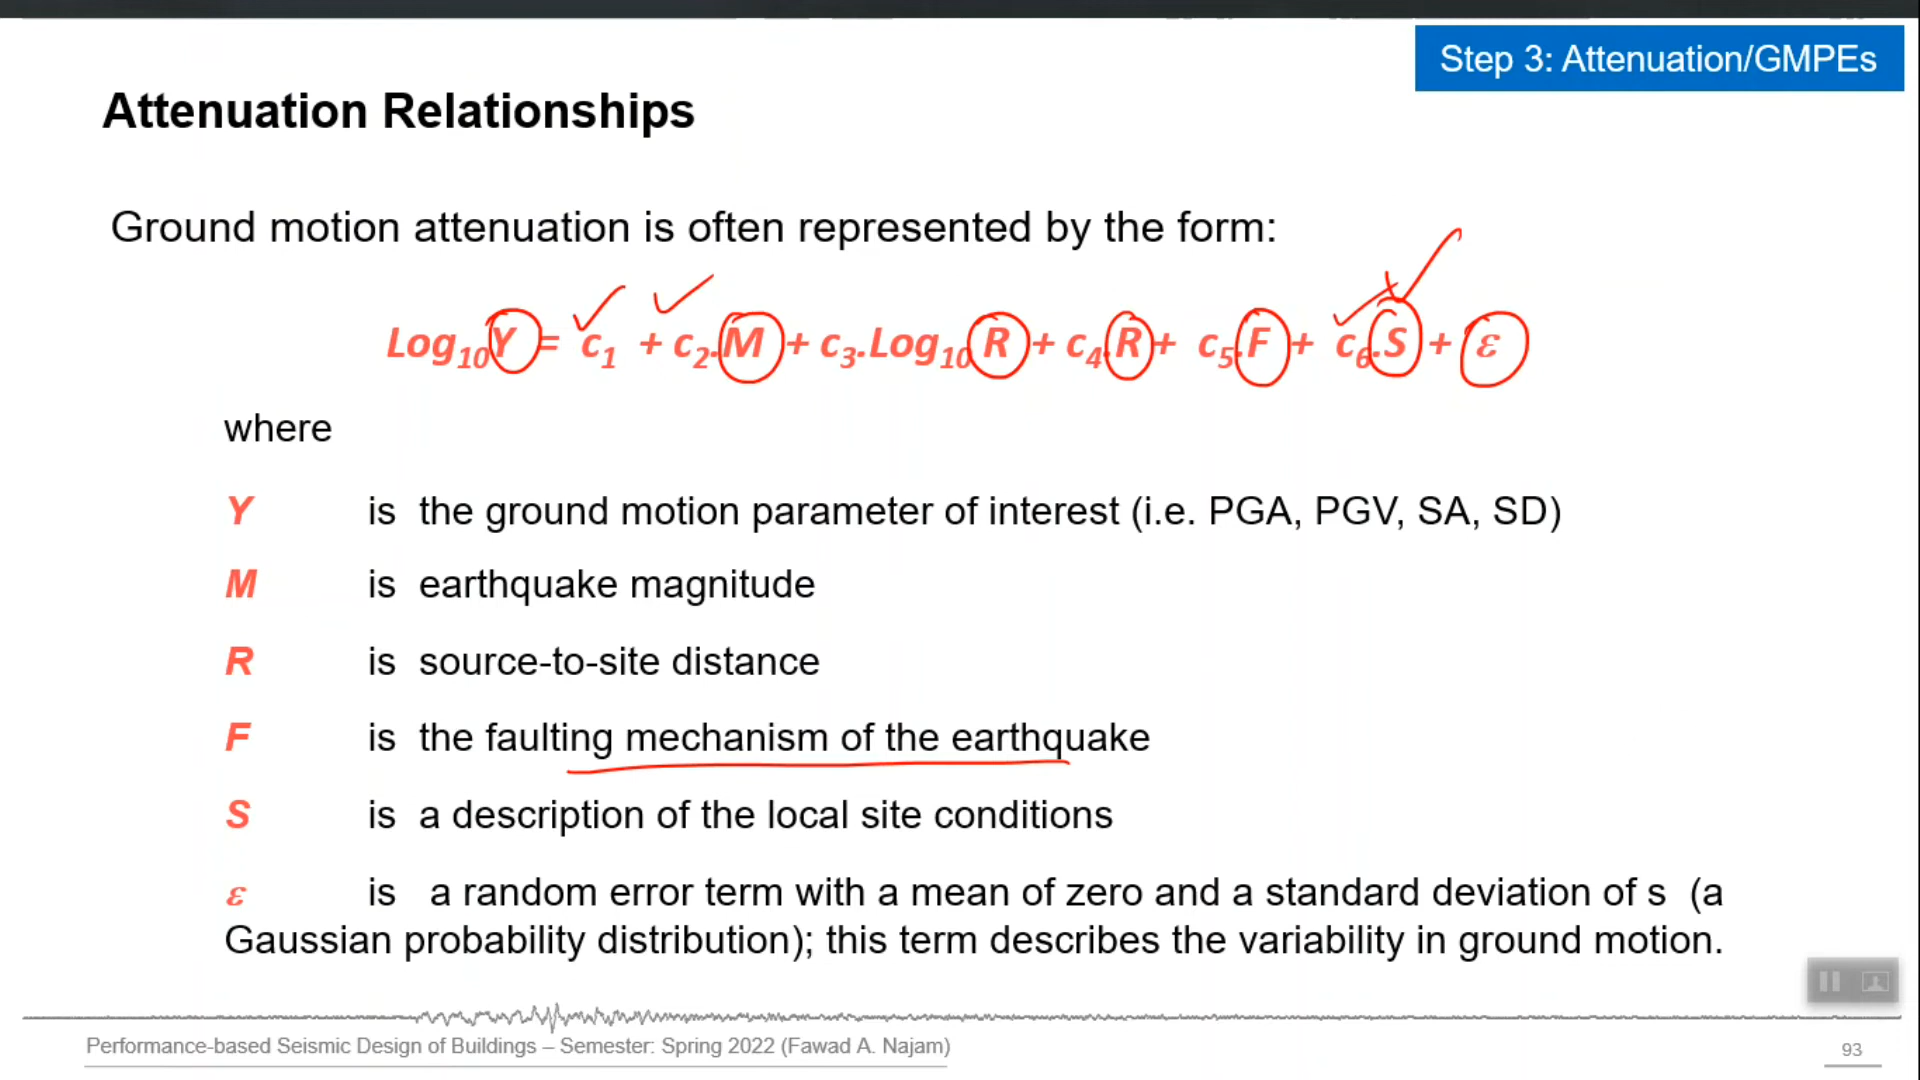 Step 3: Attenuation/GMPEs
Attenuation Relationships
Ground motion attenuation is often represented by the form:
Log₁₀Y = c₁ + c₂.M + c₃.Log₁₀R + c₄.R + c₅.F + c₆.S + ε
where
Y is the ground motion parameter of interest (i.e. PGA, PGV, SA, SD)
M is earthquake magnitude
R is source-to-site distance
F is the faulting mechanism of the earthquake
S is a description of the local site conditions
ε is a random error term with a mean of zero and a standard deviation of s (a
Gaussian probability distribution); this term describes the variability in ground motion.
Performance-based Seismic Design of Buildings – Semester: Spring 2022 (Fawad A. Najam)
93